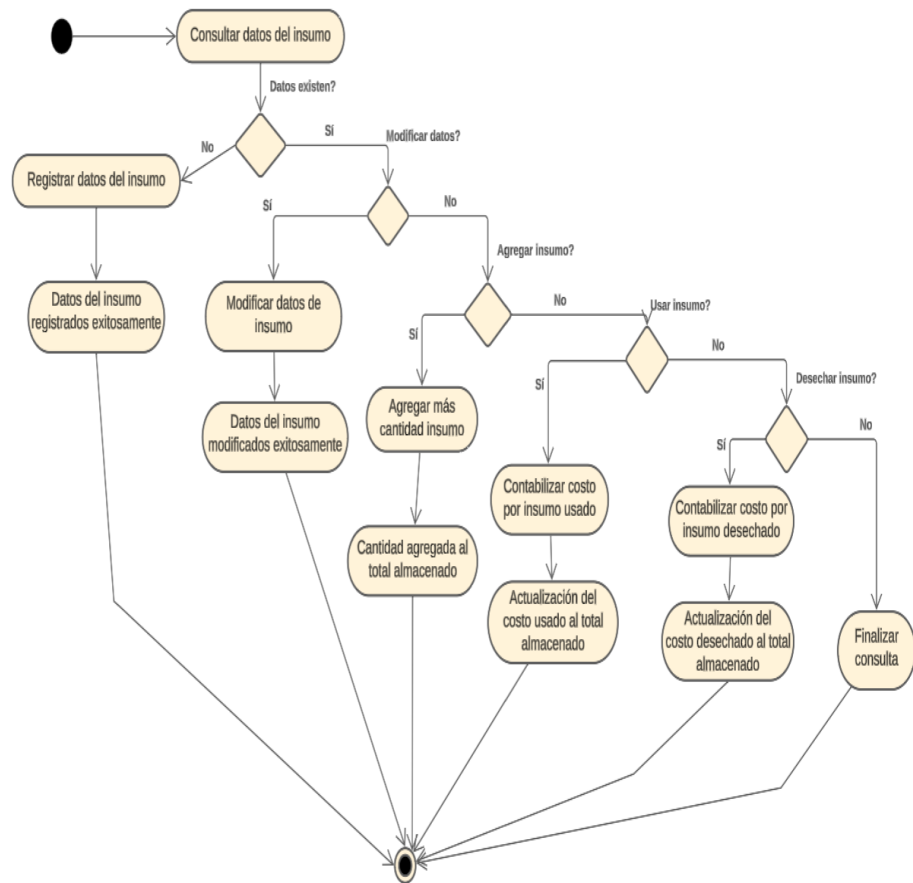 Consultar datos del insumo
Datos existen?
Sí
Modificar datos?
No
Registrar datos del insumo
Sí
No
Agregar insumo?
Datos del insumo
registrados exitosamente
Modificar datos de
insumo
No
Usar insumo?
Sí
No
Desechar insumo?
Sí
Agregar más
cantidad insumo
Datos del insumo
modificados exitosamente
No
Sí
Contabilizar costo
por insumo usado
Contabilizar costo por
insumo desechado
Cantidad agregada al
total almacenado
Actualización del
costo usado al total
almacenado
Actualización del
costo desechado al total
almacenado
Finalizar
consulta